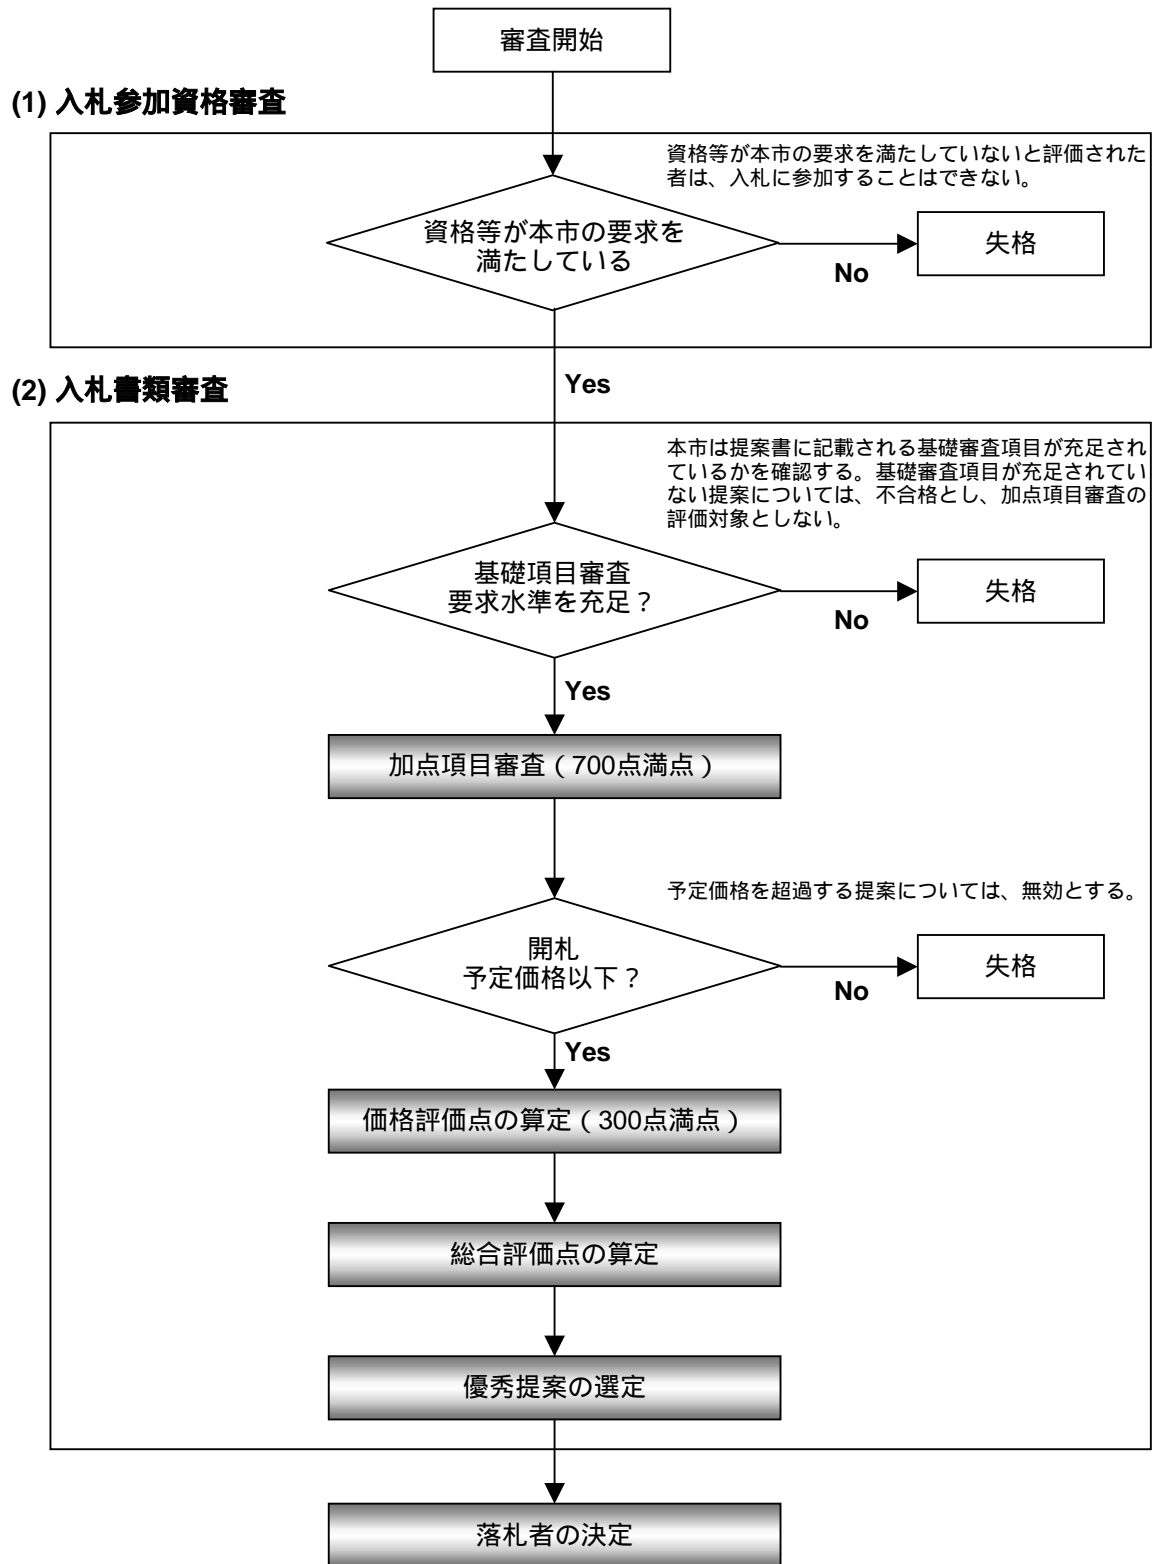 審査開始
(1) 入札参加資格審査
資格等が本市の要求を満たしていないと評価された
者は、入札に参加することはできない。
資格等が本市の要求を
満たしている
No
失格
Yes
(2) 入札書類審査
本市は提案書に記載される基礎審査項目が充足され
ているかを確認する。基礎審査項目が充足されてい
ない提案については、不合格とし、加点項目審査の
評価対象としない。
基礎項目審査
要求水準を充足？
No
失格
Yes
加点項目審査（700点満点）
予定価格を超過する提案については、無効とする。
開札
予定価格以下？
No
失格
Yes
価格評価点の算定（300点満点）
総合評価点の算定
優秀提案の選定
落札者の決定